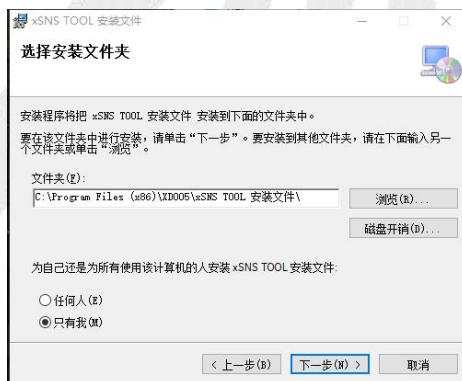 xSNS TOOL 安装文件
选择安装文件夹
安装程序将把 xSNS TOOL 安装文件 安装到下面的文件夹中。
要在该文件夹中进行安装，请单击“下一步”。要安装到其他文件夹，请在下面输入另一
个文件夹或单击“浏览”。
文件夹(F):
C:\Program Files (x86)\XD005\xSNS TOOL 安装文件\
浏览(R)...
磁盘开销(D)...
为自己还是为所有使用该计算机的人安装 xSNS TOOL 安装文件:
任何人(E)
只有我(M)
< 上一步(B)
下一步(N) >
取消